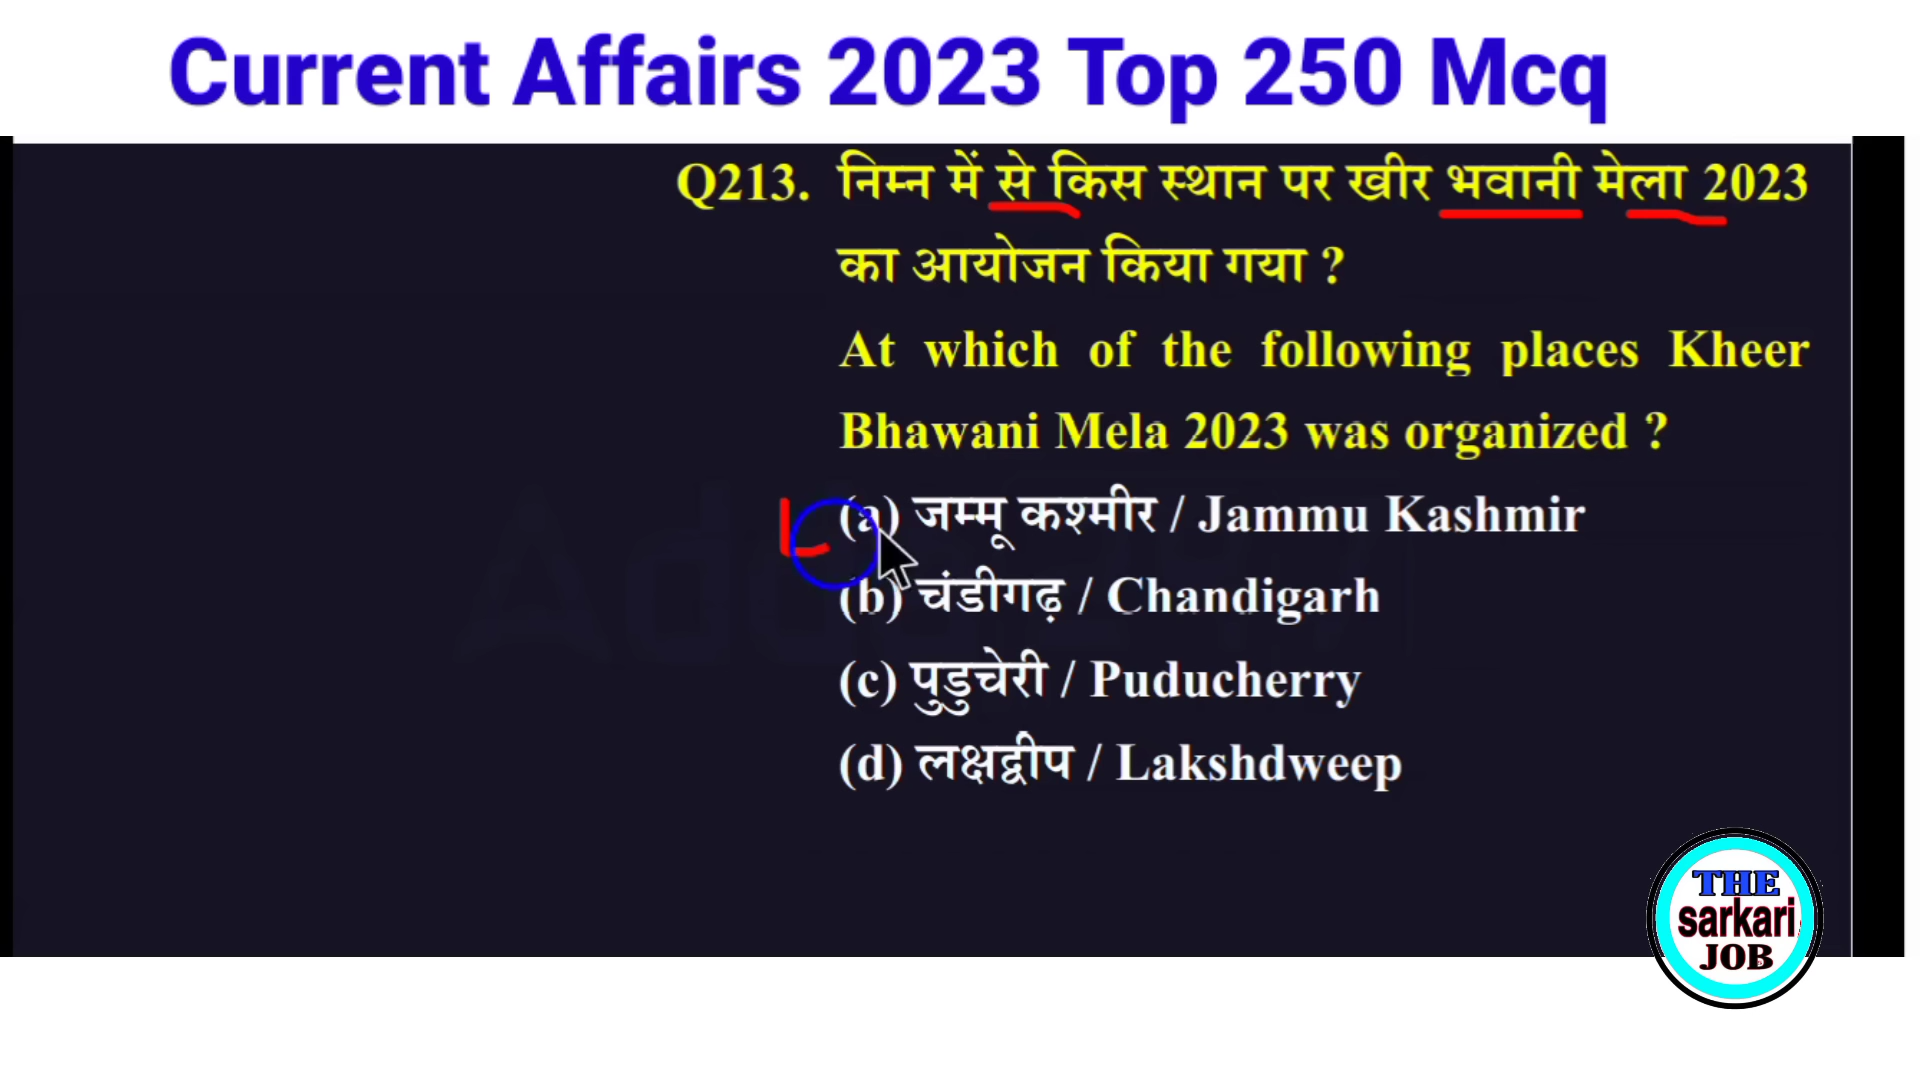 Current Affairs 2023 Top 250 Mcq
Q213. निम्न में से किस स्थान पर खीर भवानी मेला 2023
का आयोजन किया गया ?
At which of the following places Kheer
Bhawani Mela 2023 was organized ?
(a) जम्मू कश्मीर / Jammu Kashmir
(b) चंडीगढ़ / Chandigarh
(c) पुडुचेरी / Puducherry
(d) लक्षद्वीप / Lakshdweep
THE
sarkari
JOB